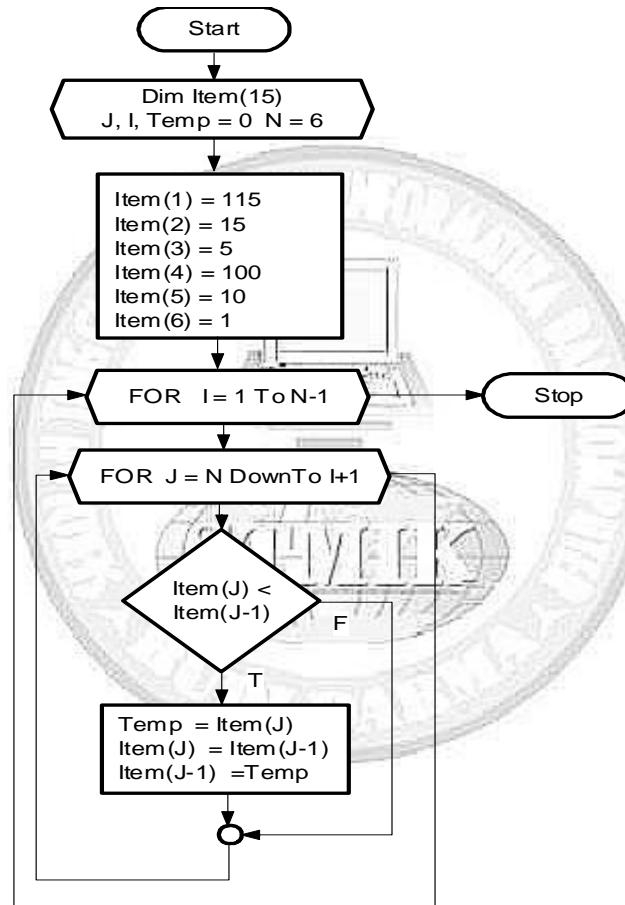 Start
Dim Item(15)
J, I, Temp = 0 N = 6
Item(1) = 115
Item(2) = 15
Item(3) = 5
Item(4) = 100
Item(5) = 10
Item(6) = 1
FOR I = 1 To N-1
Stop
FOR J = N DownTo I+1
Item(J) <
Item(J-1)
F
T
Temp = Item(J)
Item(J) = Item(J-1)
Item(J-1) =Temp